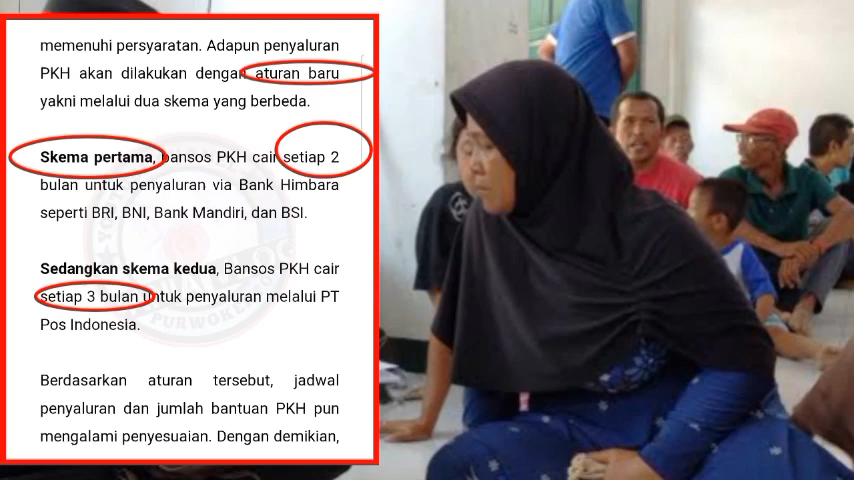 memenuhi persyaratan. Adapun penyaluran
PKH akan dilakukan dengan aturan baru
yakni melalui dua skema yang berbeda.
Skema pertama, bansos PKH cair setiap 2
bulan untuk penyaluran via Bank Himbara
seperti BRI, BNI, Bank Mandiri, dan BSI.
Sedangkan skema kedua, Bansos PKH cair
setiap 3 bulan untuk penyaluran melalui PT
Pos Indonesia.
Berdasarkan aturan tersebut, jadwal
penyaluran dan jumlah bantuan PKH pun
mengalami penyesuaian. Dengan demikian,